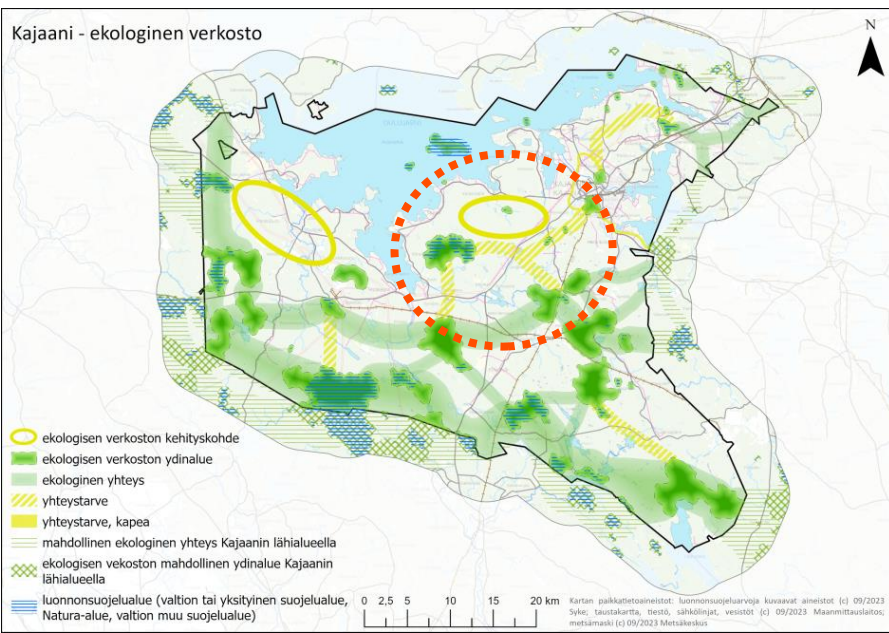 Kajaani - ekologinen verkosto
N
ekologisen verkoston kehityskohde
ekologisen verkoston ydinalue
ekologinen yhteys
yhteystarve
yhteystarve, kapea
mahdollinen ekologinen yhteys Kajaanin lähialueella
ekologisen vekoston mahdollinen ydinalue Kajaanin
lähialueella
luonnonsuojelualue (valtion tai yksityinen suojelualue,
Natura-alue, valtion muu suojelualue)
0 2,5 5 10 15 20 km
Kartan paikkatietoaineistot: luonnonsuojeluarvoja kuvaavat aineistot (c) 09/2023
Syke; taustakartta, tiestö, sähkölinjat, vesistöt (c) 09/2023 Maanmittauslaitos;
metsämaski (c) 09/2023 Metsäkeskus